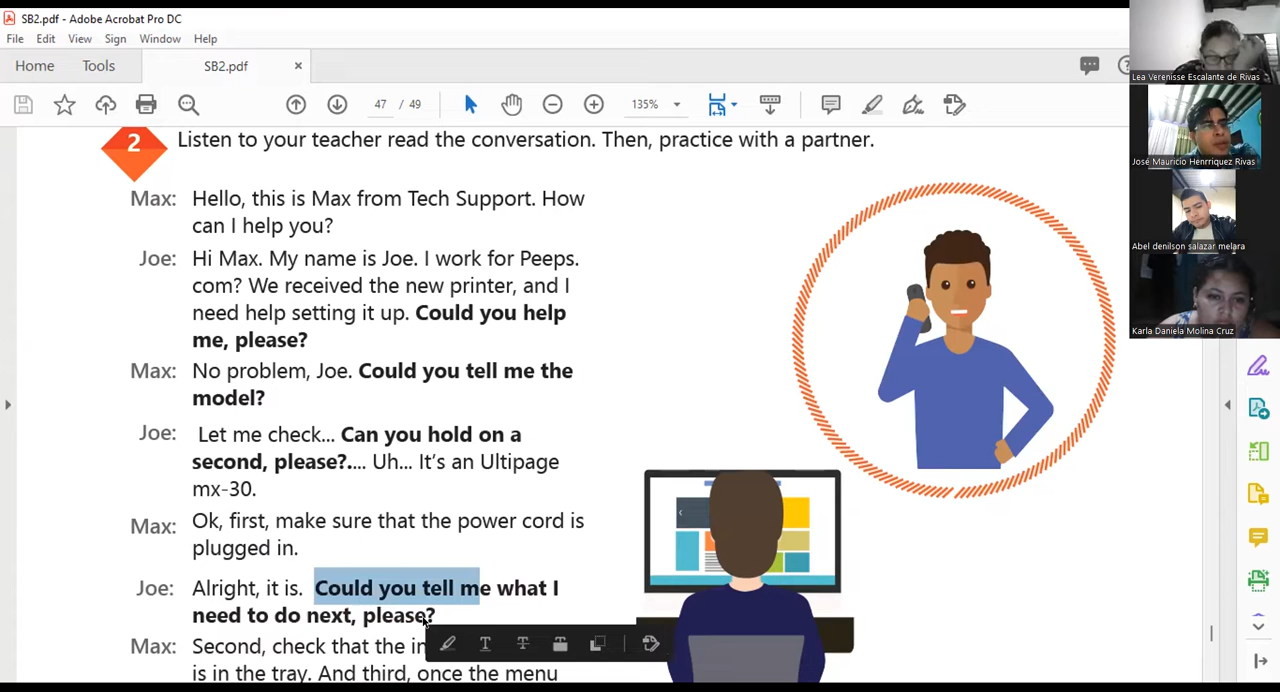 SB2.pdf - Adobe Acrobat Pro DC
File Edit View Sign Window Help
Home Tools SB2.pdf ×
47 / 49 135%
2 Listen to your teacher read the conversation. Then, practice with a partner.
Max: Hello, this is Max from Tech Support. How
can I help you?
Joe: Hi Max. My name is Joe. I work for Peeps.
com? We received the new printer, and I
need help setting it up. Could you help
me, please?
Max: No problem, Joe. Could you tell me the
model?
Joe: Let me check... Can you hold on a
second, please?.... Uh... It's an Ultipage
mx-30.
Max: Ok, first, make sure that the power cord is
plugged in.
Joe: Alright, it is. Could you tell me what I
need to do next, please?
Max: Second, check that the in
is in the tray. And third, once the menu
Lea Verenisse Escalante de Rivas
José Mauricio Henrriquez Rivas
Abel denilson salazar melara
Karla Daniela Molina Cruz